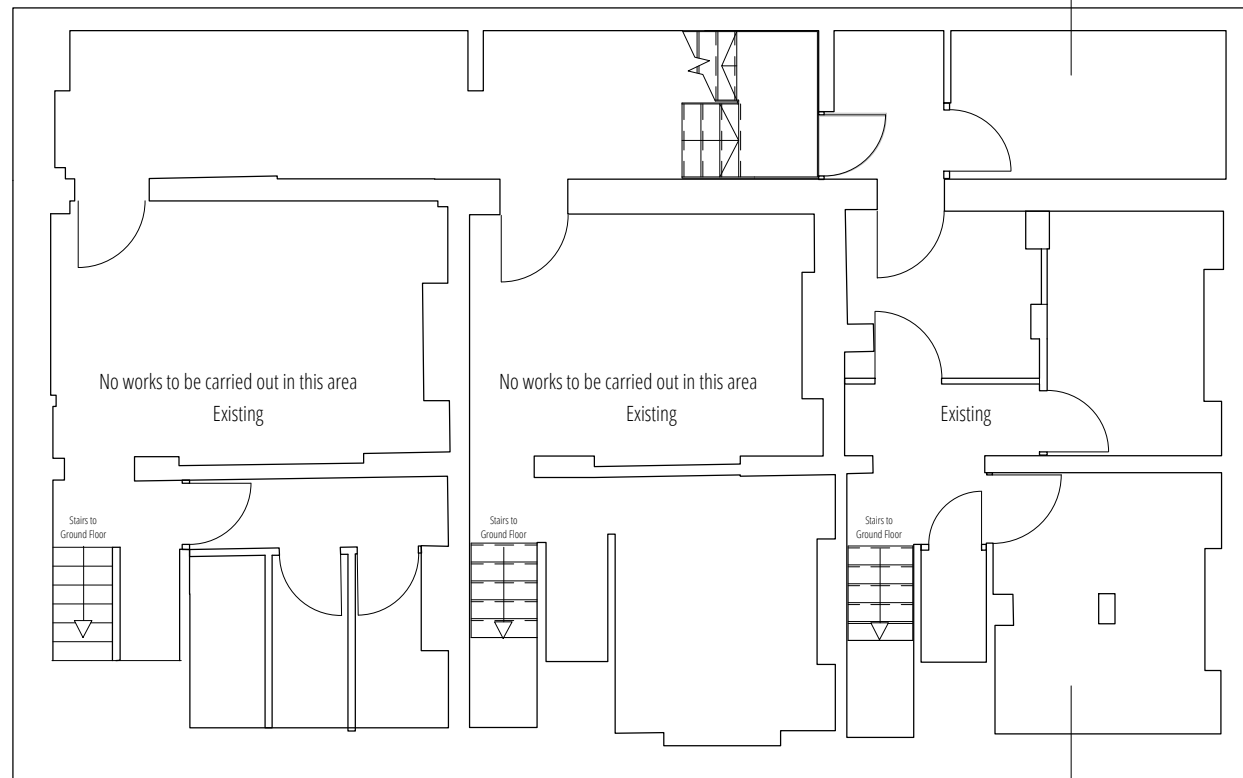 No works to be carried out in this area
Existing
No works to be carried out in this area
Existing
Existing
Stairs to
Ground Floor
Stairs to
Ground Floor
Stairs to
Ground Floor